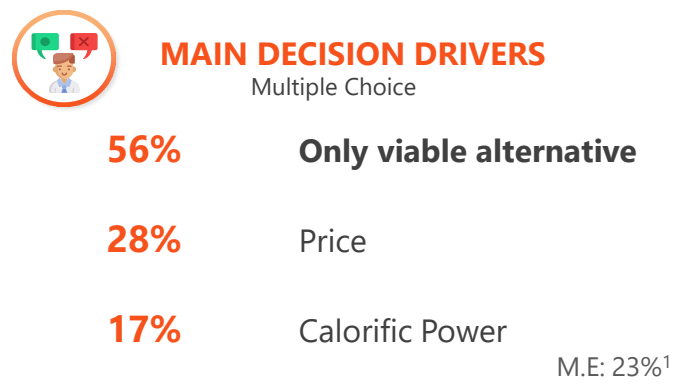 MAIN DECISION DRIVERS
Multiple Choice
56% Only viable alternative
28% Price
17% Calorific Power
M.E: 23%¹